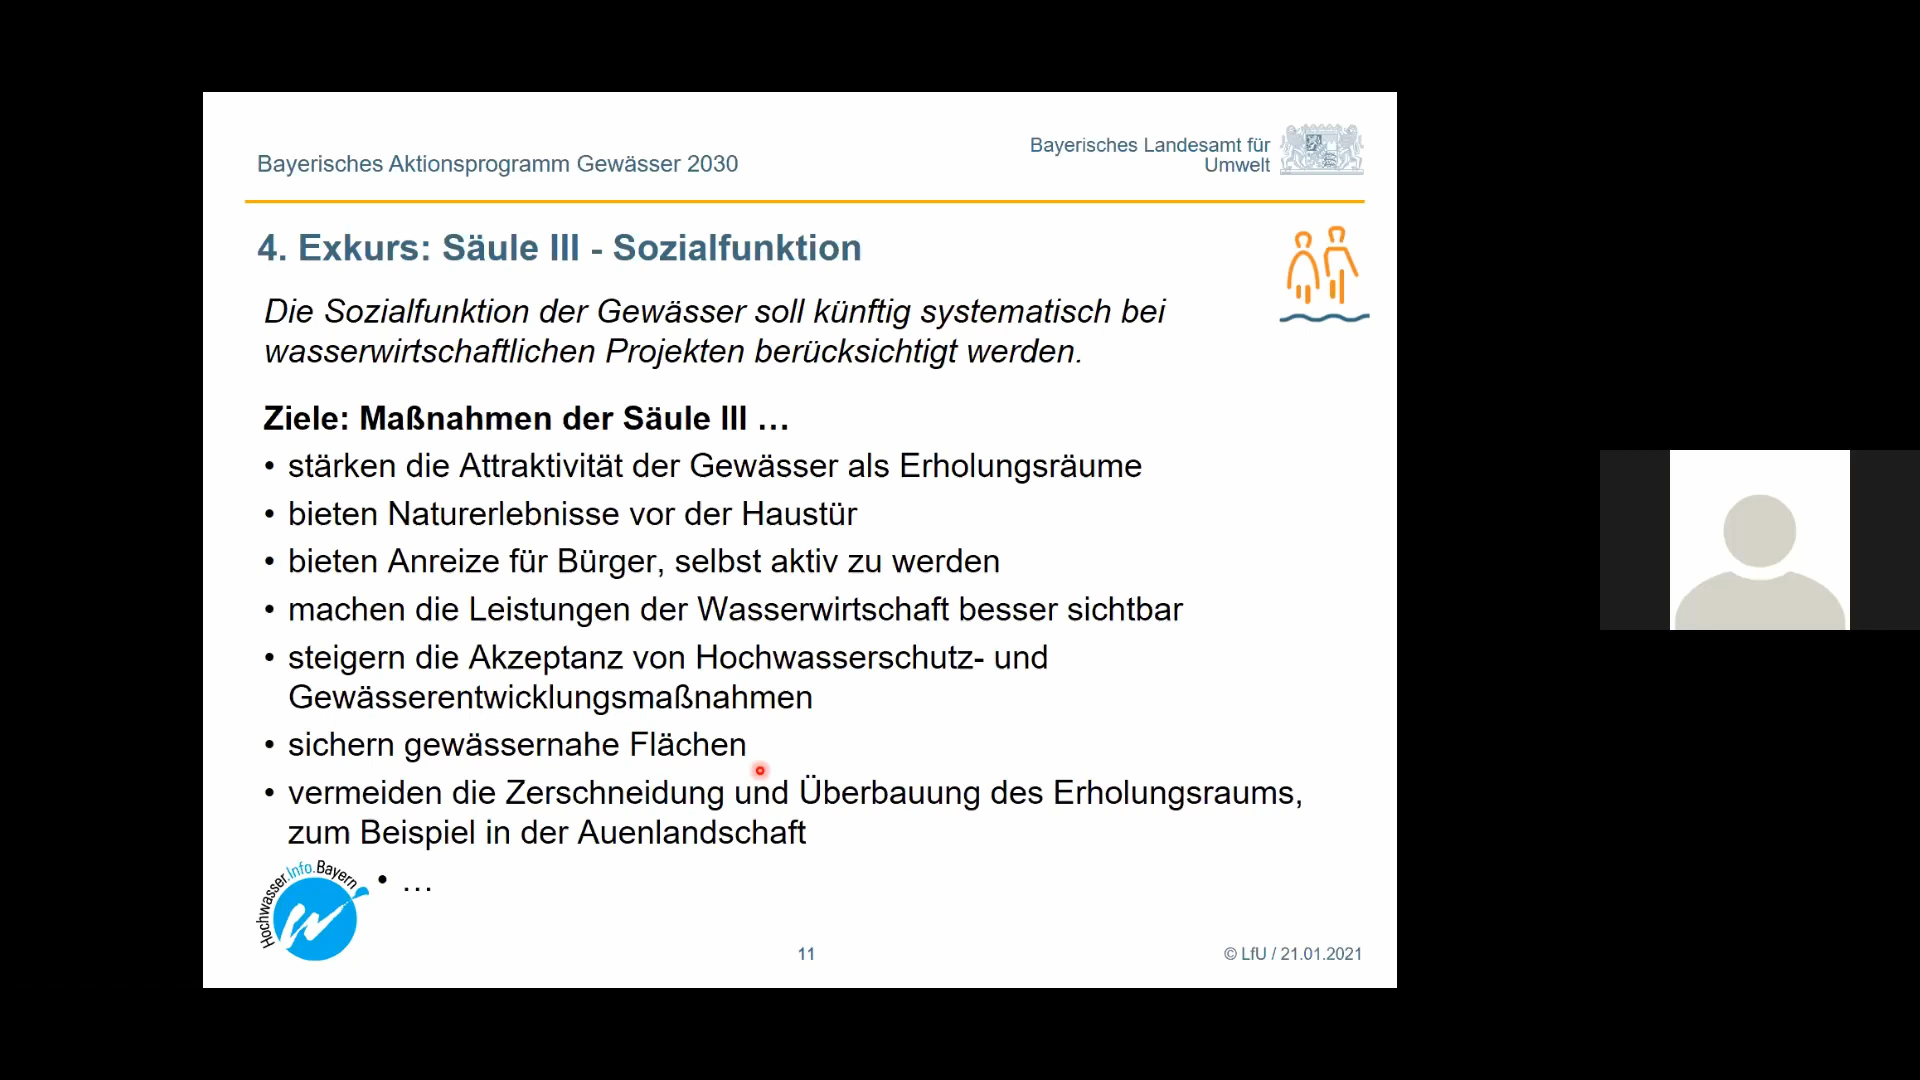 Bayerisches Aktionsprogramm Gewässer 2030
Bayerisches Landesamt für
Umwelt
4. Exkurs: Säule III - Sozialfunktion
Die Sozialfunktion der Gewässer soll künftig systematisch bei
wasserwirtschaftlichen Projekten berücksichtigt werden.
Ziele: Maßnahmen der Säule III …
• stärken die Attraktivität der Gewässer als Erholungsräume
• bieten Naturerlebnisse vor der Haustür
• bieten Anreize für Bürger, selbst aktiv zu werden
• machen die Leistungen der Wasserwirtschaft besser sichtbar
• steigern die Akzeptanz von Hochwasserschutz- und
Gewässerentwicklungsmaßnahmen
• sichern gewässernahe Flächen
• vermeiden die Zerschneidung und Überbauung des Erholungsraums,
zum Beispiel in der Auenlandschaft
• …
Hochwasser.Info.Bayern
11
© LfU / 21.01.2021